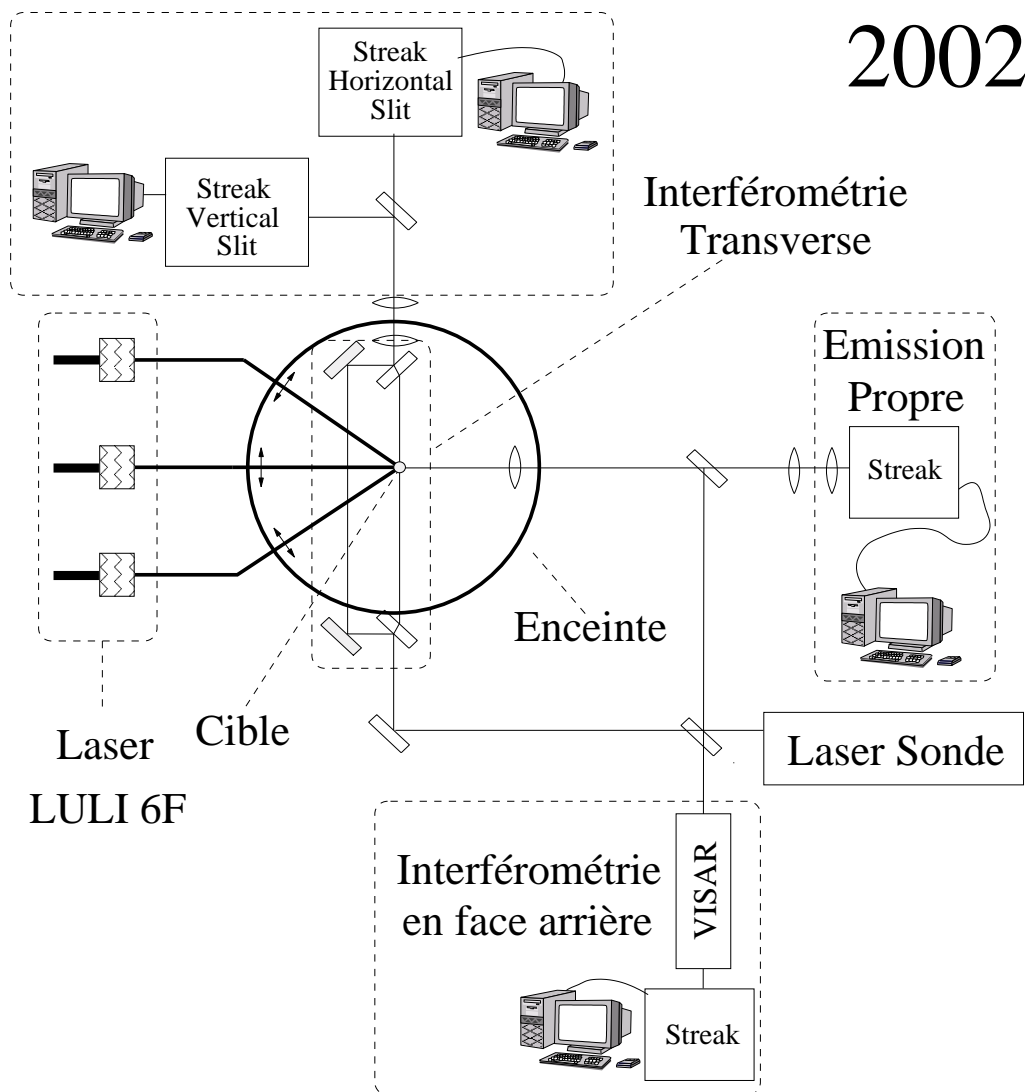 2002
Streak
Horizontal
Slit
Streak
Vertical
Slit
Interférométrie
Transverse
Emission
Propre
Streak
Enceinte
Laser
LULI 6F
Cible
Laser Sonde
Interférométrie
en face arrière
VISAR
Streak